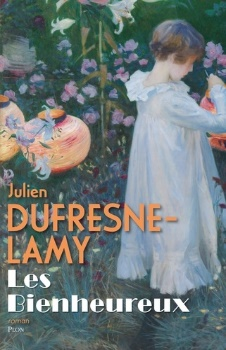 Julien
DUFRESNE-
LAMY
Les
Bienheureux
roman
PLON